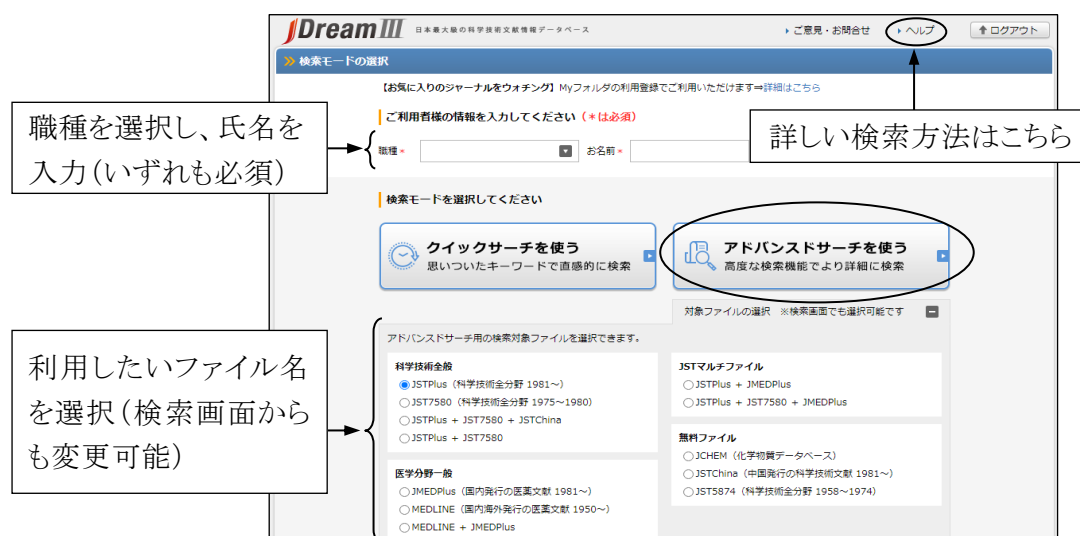 JDreamⅢ 日本最大級の科学技術文献情報データベース ご意見・お問合せ ヘルプ ログアウト
検索モードの選択
【お気に入りのジャーナルをウォチング】Myフォルダの利用登録でご利用いただけます⇒詳細はこちら
ご利用者様の情報を入力してください（＊は必須）
職種＊ お名前＊
職種を選択し、氏名を
入力（いずれも必須）
詳しい検索方法はこちら
検索モードを選択してください
クイックサーチを使う
思いついたキーワードで直感的に検索
アドバンスドサーチを使う
高度な検索機能でより詳細に検索
対象ファイルの選択 ※検索画面でも選択可能です
アドバンスドサーチ用の検索対象ファイルを選択できます。
利用したいファイル名
を選択（検索画面から
も変更可能）
科学技術全般
JSTPlus（科学技術全分野 1981～）
JST7580（科学技術全分野 1975～1980）
JSTPlus + JST7580 + JSTChina
JSTPlus + JST7580
医学分野一般
JMEDPlus（国内発行の医薬文献 1981～）
MEDLINE（国内海外発行の医薬文献 1950～）
MEDLINE + JMEDPlus
JSTマルチファイル
JSTPlus + JMEDPlus
JSTPlus + JST7580 + JMEDPlus
無料ファイル
JCHEM（化学物質データベース）
JSTChina（中国発行の科学技術文献 1981～）
JST5874（科学技術全分野 1958～1974）